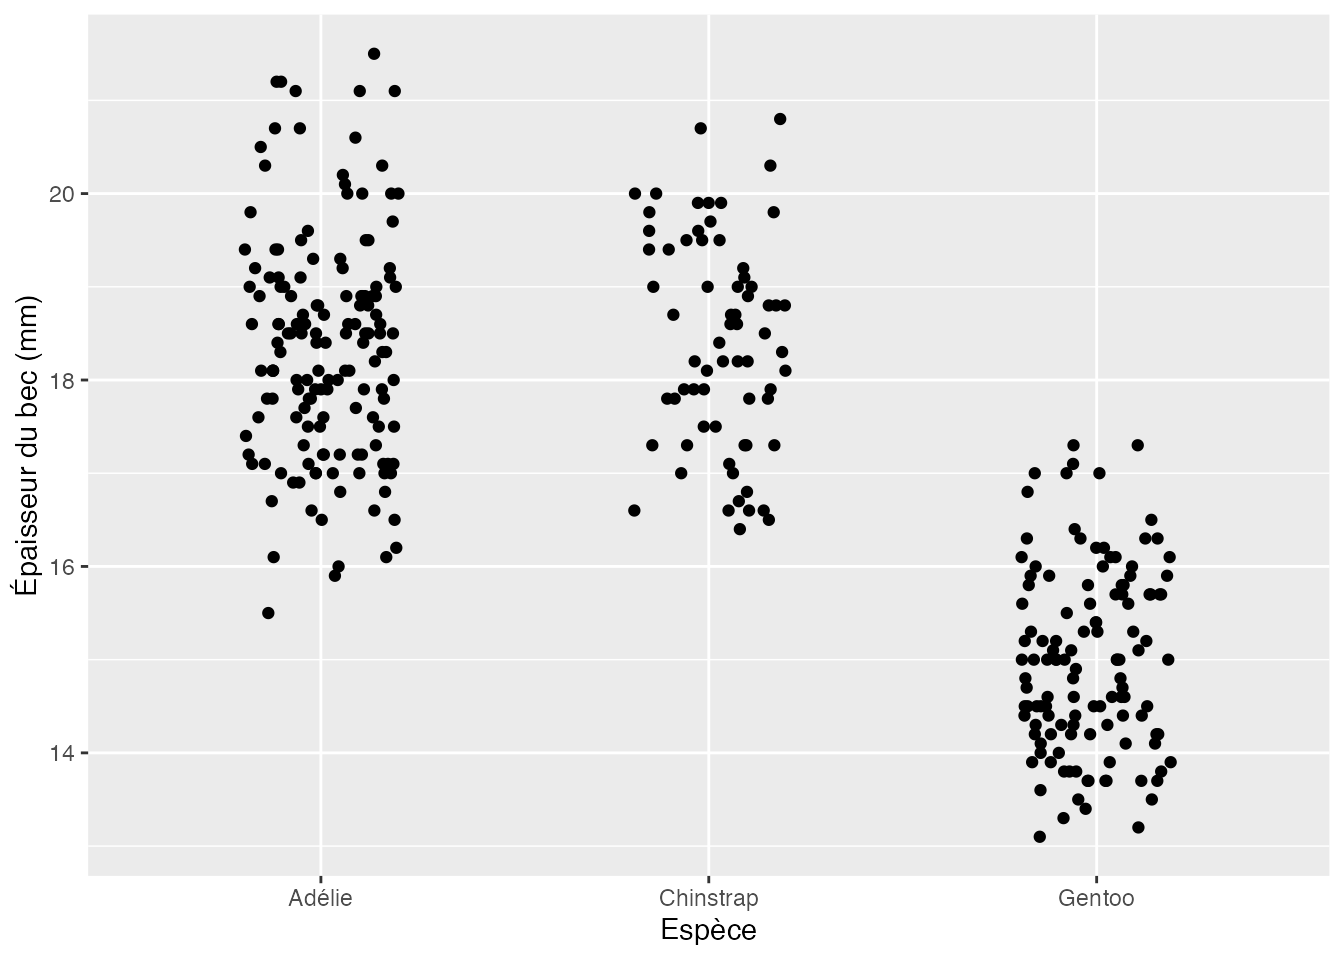 Épaisseur du bec (mm)
20
18
16
14
Adélie
Chinstrap
Gentoo
Espèce